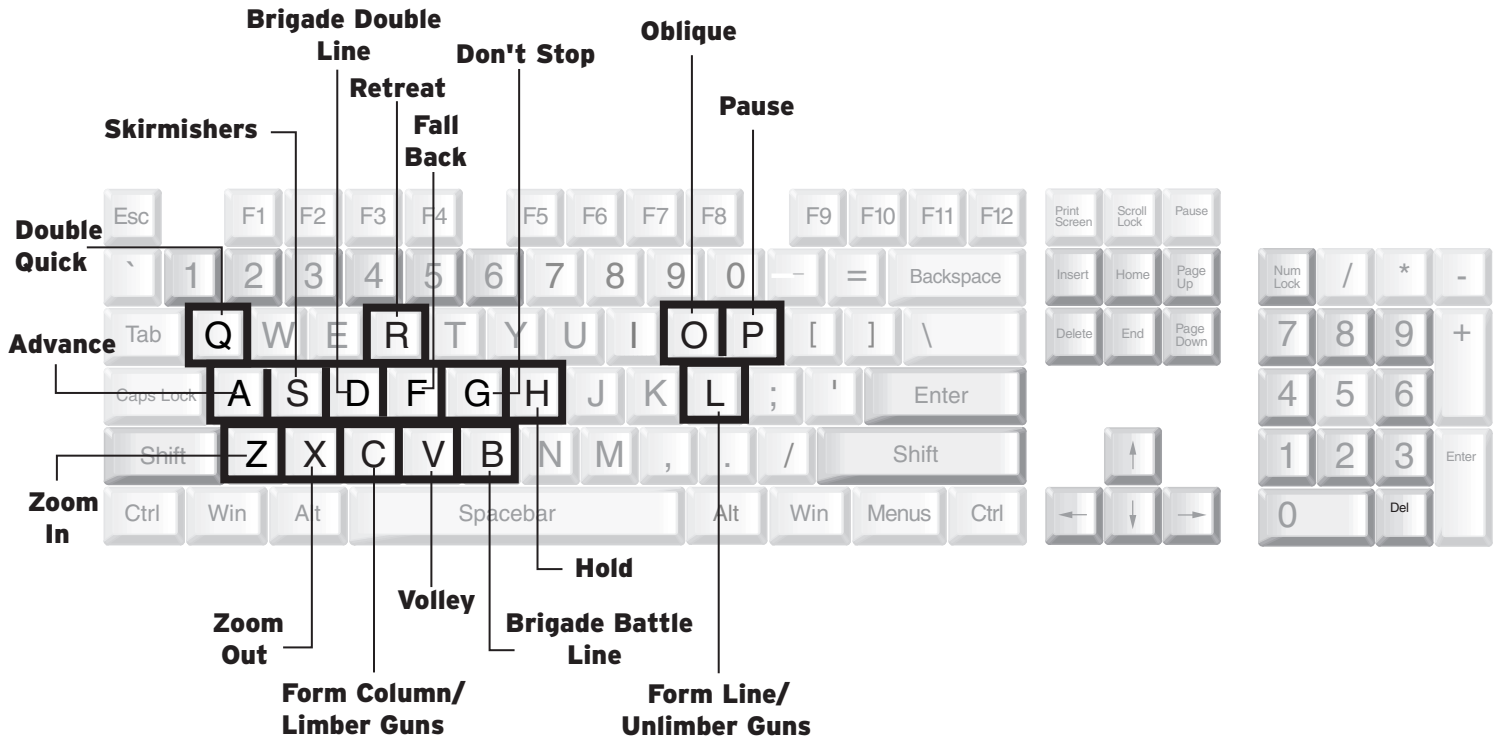 Brigade Double
Line
Don't Stop
Oblique
Retreat
Pause
Skirmishers
Fall
Back
Double
Quick
Advance
Esc F1 F2 F3 F4 F5 F6 F7 F8 F9 F10 F11 F12 Print Screen Scroll Lock Pause
` 1 2 3 4 5 6 7 8 9 0 - = Backspace Insert Home Page Up Num Lock / * -
Tab Q W E R T Y U I O P [ ] \ Delete End Page Down 7 8 9 +
Caps Lock A S D F G H J K L ; ' Enter 4 5 6
Shift Z X C V B N M , . / Shift ↑ 1 2 3 Enter
Ctrl Win Alt Spacebar Alt Win Menus Ctrl ← ↓ → 0 Del
Zoom
In
Hold
Volley
Zoom
Out
Brigade Battle
Line
Form Column/
Limber Guns
Form Line/
Unlimber Guns